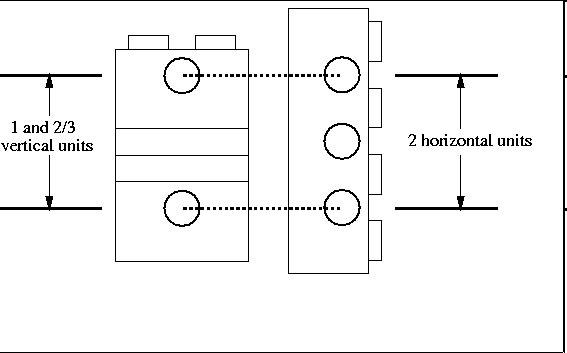 1 and 2/3
vertical units
2 horizontal units